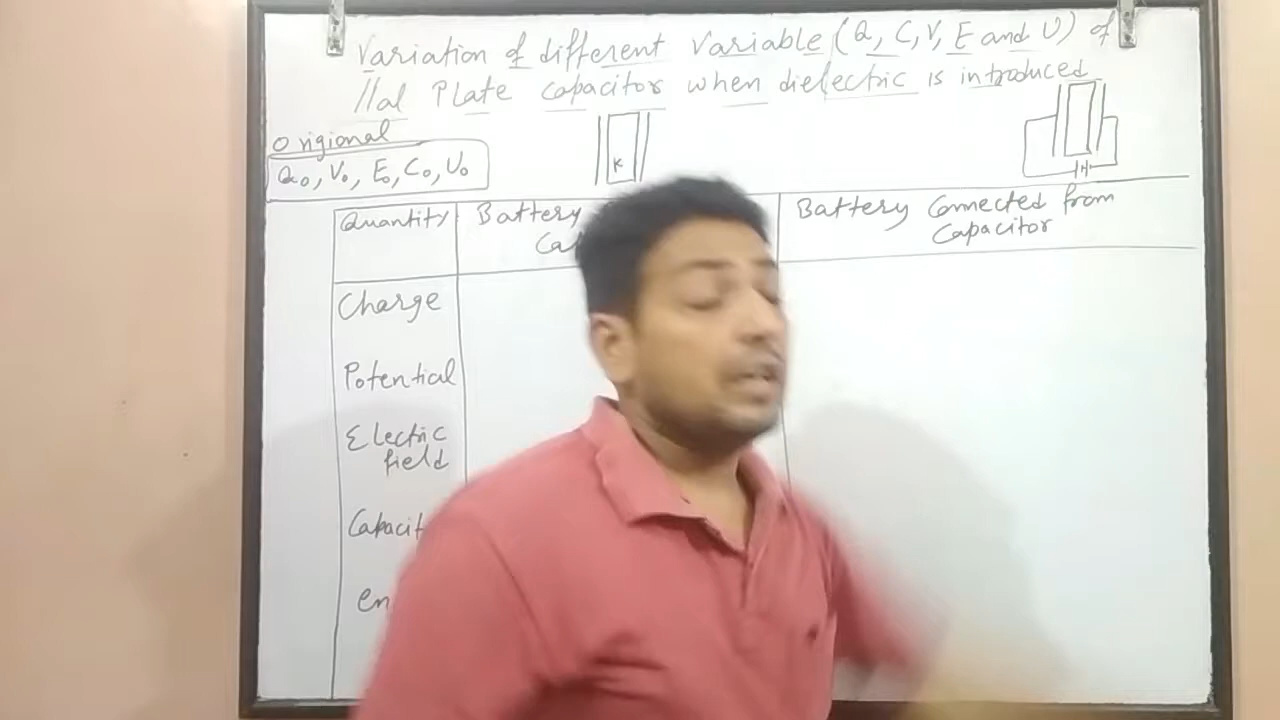 Variation of different Variable (Q, C, V, E and U) of
//al Plate Capacitor when dielectric is introduced
Origional
Q₀, V₀, E₀, C₀, U₀
K
Quantity
Battery
Ca
Battery Connected from
Capacitor
Charge
Potential
Electric
field
Capacit
en